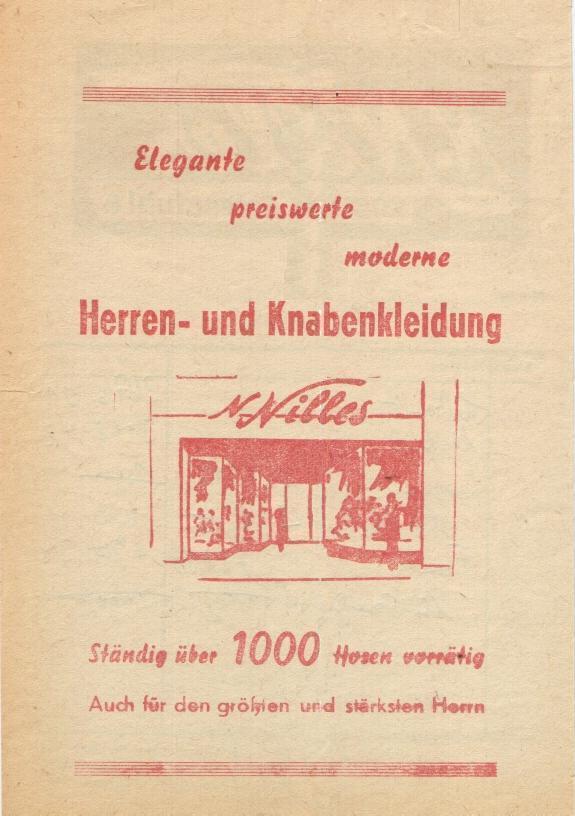 Elegante
preiswerte
moderne
Herren- und Knabenkleidung
N. Nilles
Ständig über 1000 Hosen vorrätig
Auch für den größten und stärksten Herrn